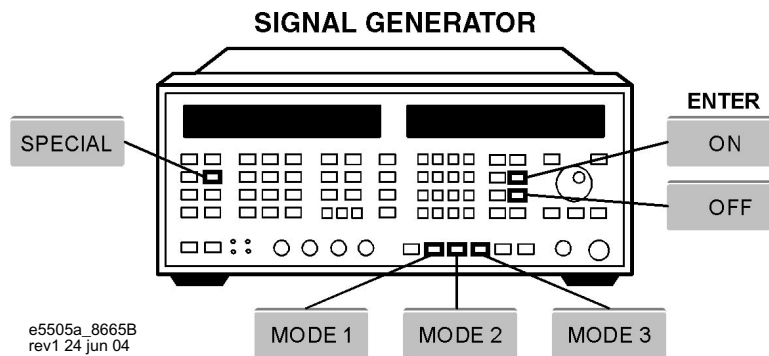 SIGNAL GENERATOR
SPECIAL
ENTER
ON
OFF
MODE 1
MODE 2
MODE 3
e5505a_8665B
rev1 24 jun 04